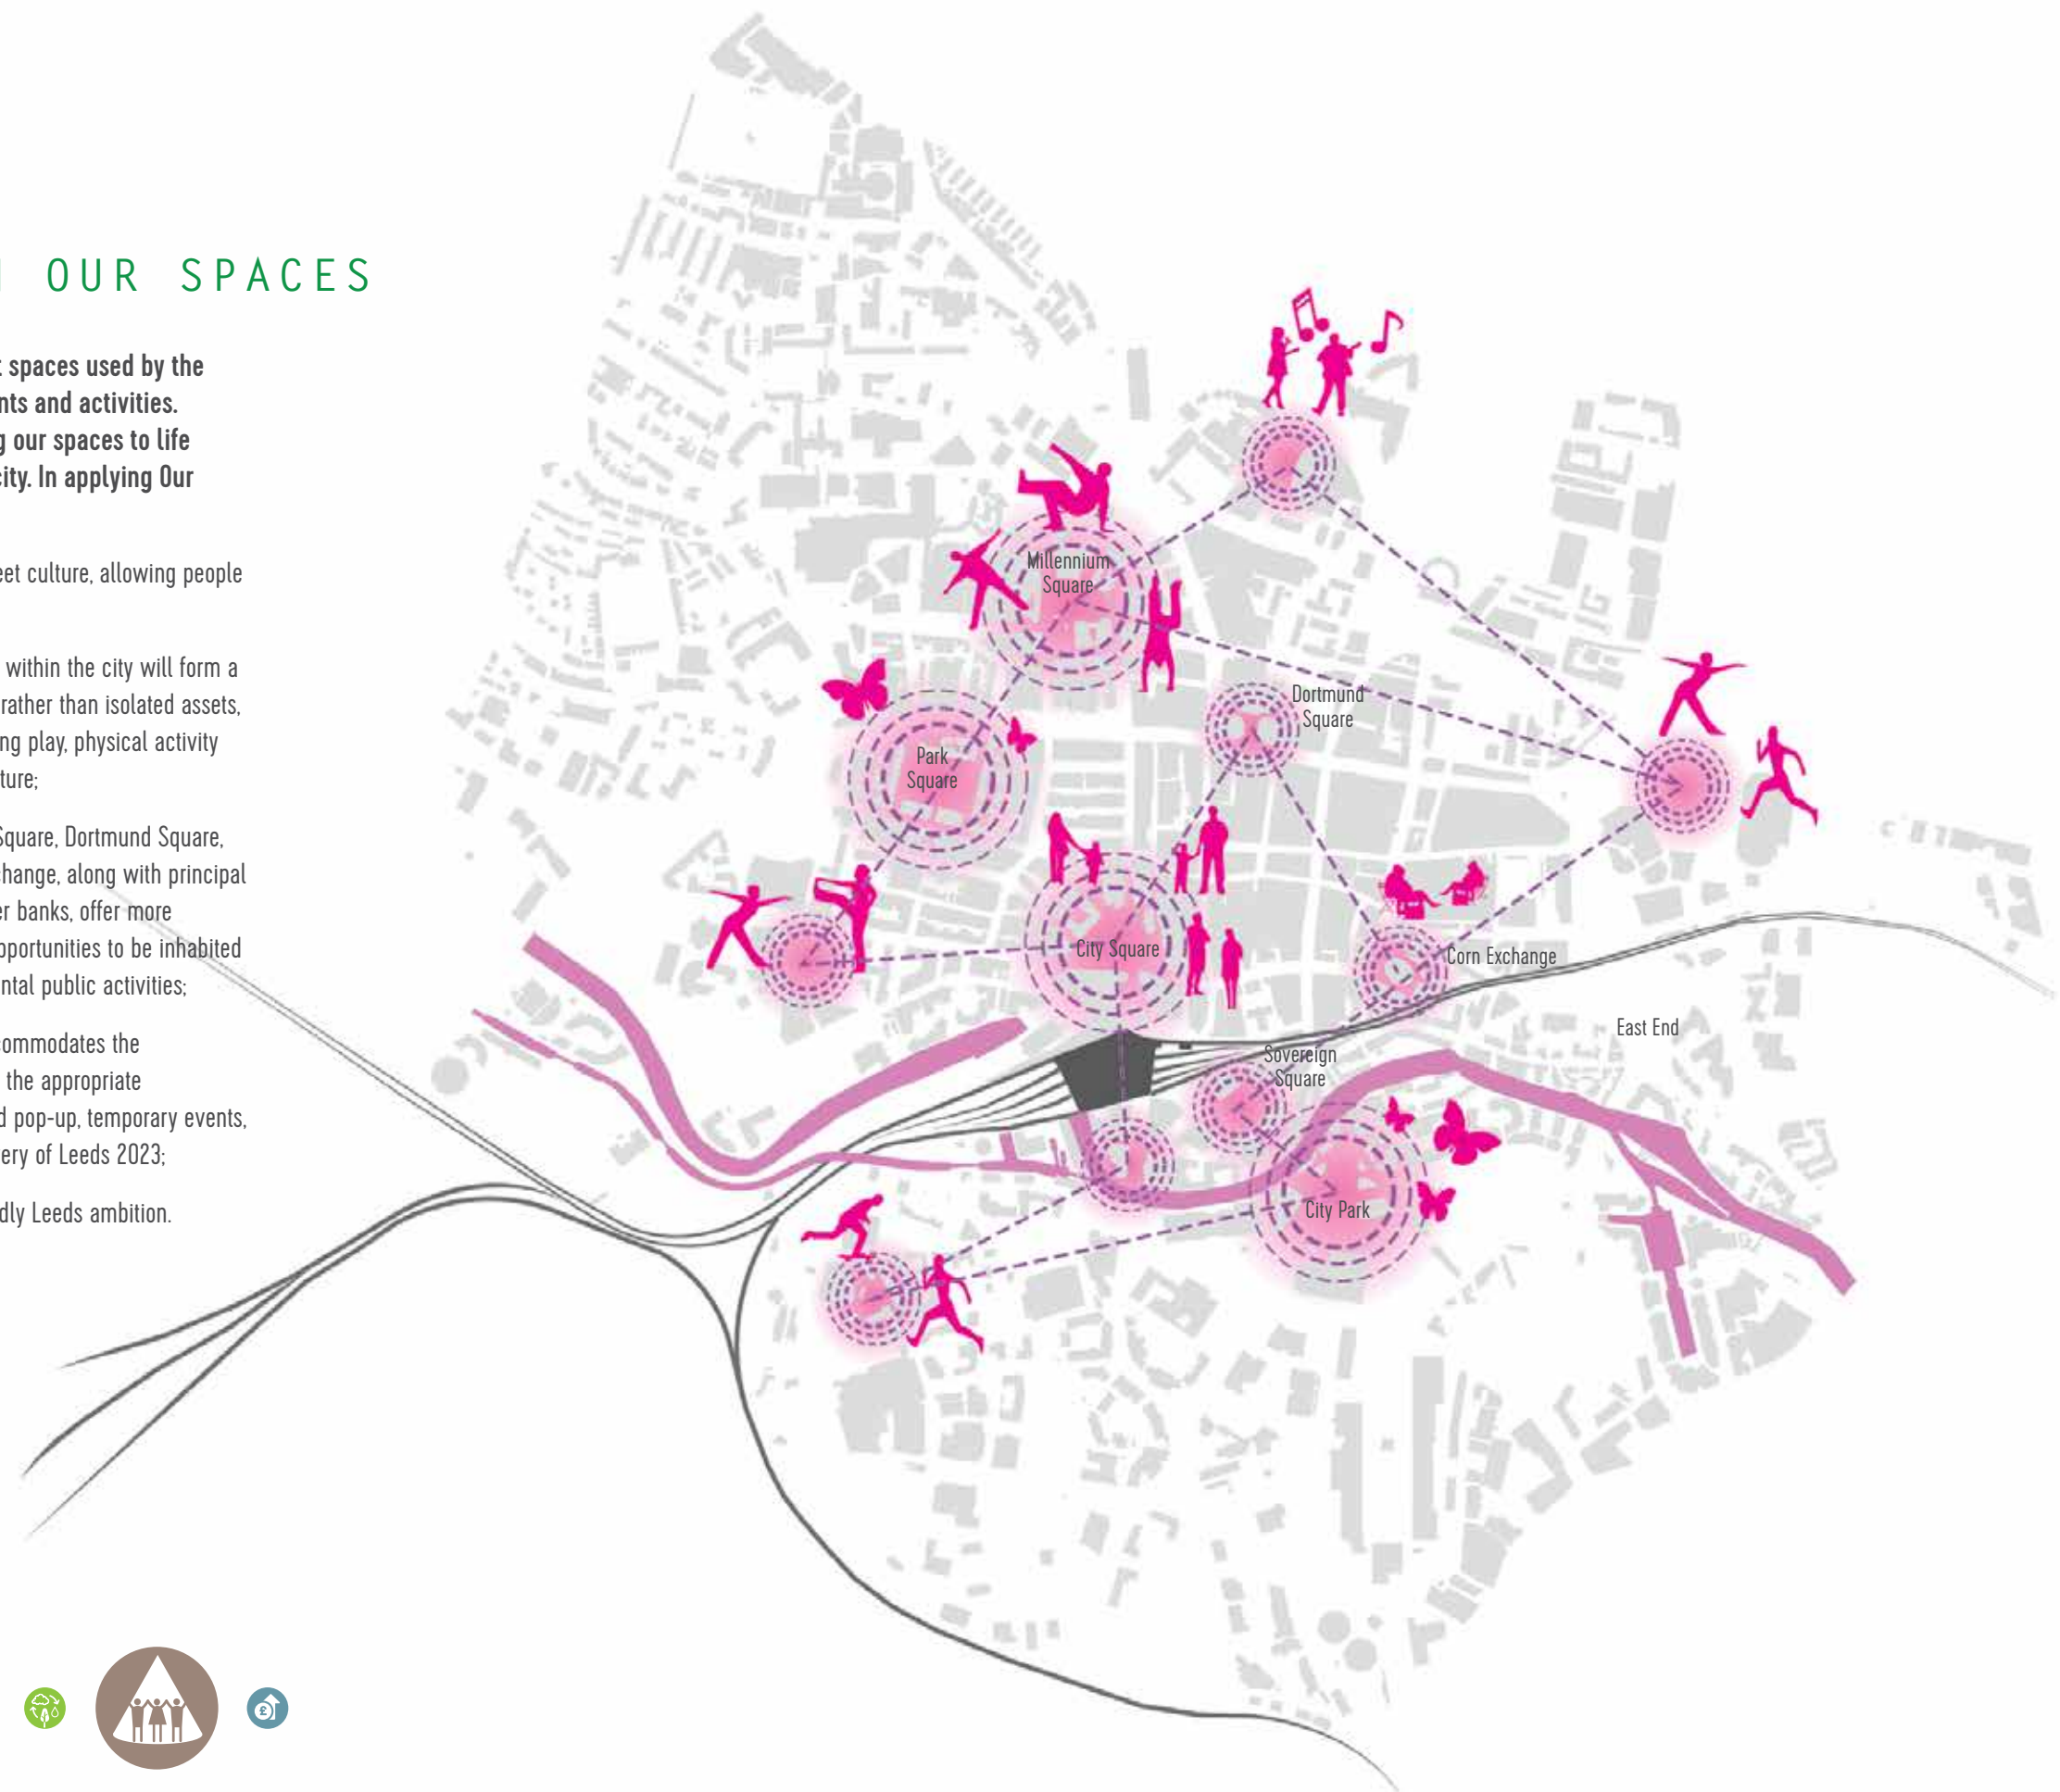 OUR SPACES
spaces used by the
nts and activities.
g our spaces to life
city. In applying Our
eet culture, allowing people
within the city will form a
rather than isolated assets,
ng play, physical activity
ture;
Square, Dortmund Square,
hange, along with principal
er banks, offer more
pportunities to be inhabited
ntal public activities;
commodates the
the appropriate
d pop-up, temporary events,
ery of Leeds 2023;
dly Leeds ambition.
Millennium
Square
Dortmund
Square
Park
Square
City Square
Corn Exchange
East End
Sovereign
Square
City Park
£